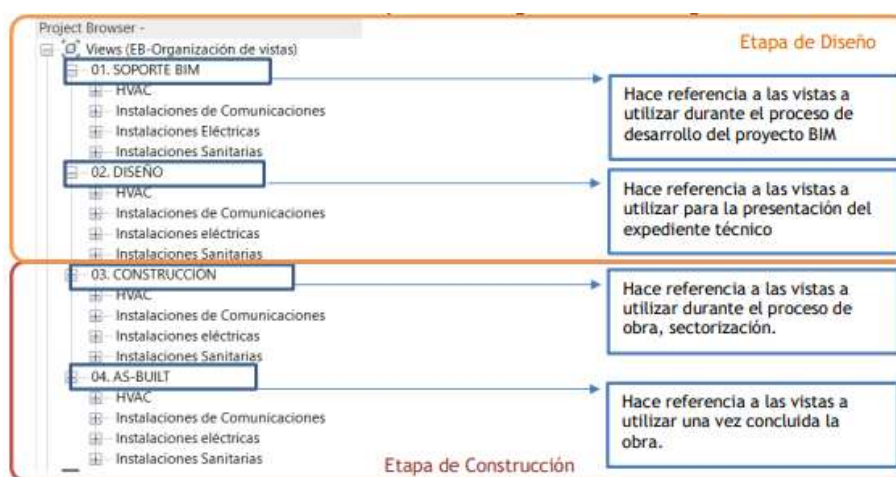 Project Browser -
Views (EB-Organización de vistas)
01. SOPORTE BIM
HVAC
Instalaciones de Comunicaciones
Instalaciones Eléctricas
Instalaciones Sanitarias
02. DISEÑO
HVAC
Instalaciones de Comunicaciones
Instalaciones eléctricas
Instalaciones Sanitarias
03. CONSTRUCCIÓN
HVAC
Instalaciones de Comunicaciones
Instalaciones eléctricas
Instalaciones Sanitarias
04. AS-BUILT
HVAC
Instalaciones de Comunicaciones
Instalaciones eléctricas
Instalaciones Sanitarias
Etapa de Diseño
Hace referencia a las vistas a
utilizar durante el proceso de
desarrollo del proyecto BIM
Hace referencia a las vistas a
utilizar para la presentación del
expediente técnico
Hace referencia a las vistas a
utilizar durante el proceso de
obra, sectorización.
Hace referencia a las vistas a
utilizar una vez concluida la
obra.
Etapa de Construcción